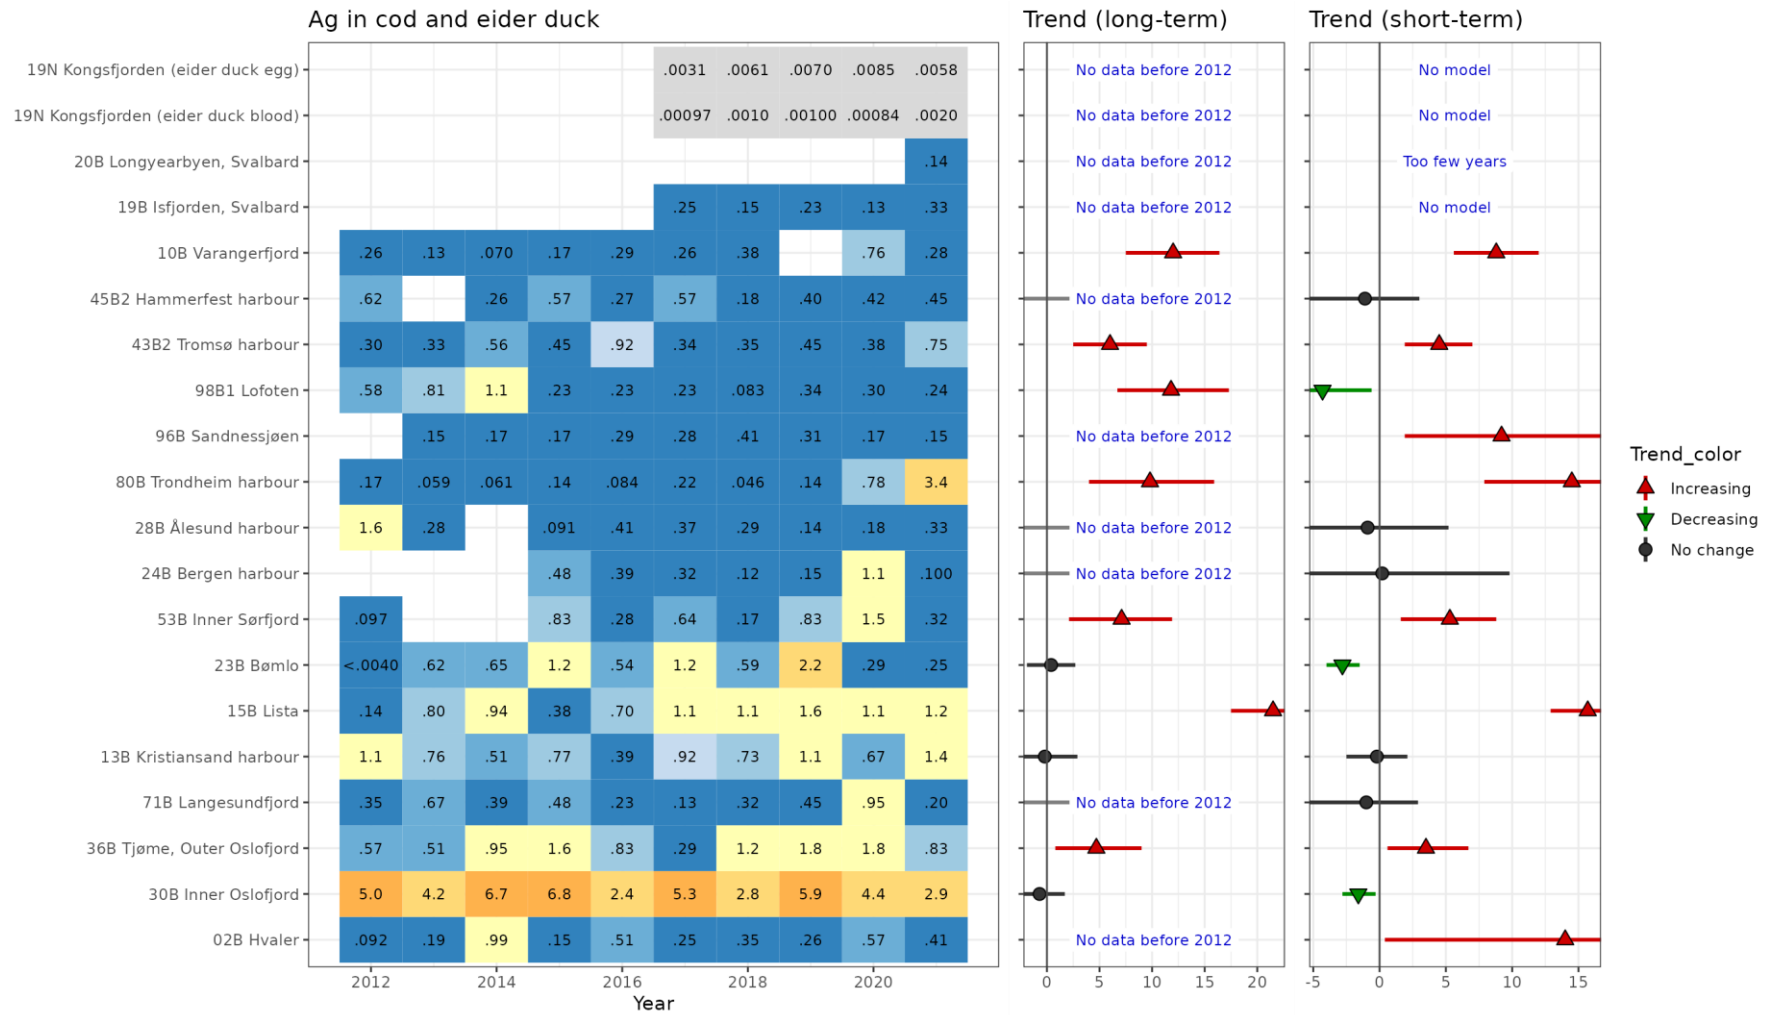 Ag in cod and eider duck
Trend (long-term)
Trend (short-term)
19N Kongsfjorden (eider duck egg) .0031 .0061 .0070 .0085 .0058 No data before 2012 No model
19N Kongsfjorden (eider duck blood) .00097 .0010 .00100 .00084 .0020 No data before 2012 No model
20B Longyearbyen, Svalbard .14 No data before 2012 Too few years
19B Isfjorden, Svalbard .25 .15 .23 .13 .33 No data before 2012 No model
10B Varangerfjord .26 .13 .070 .17 .29 .26 .38 .76 .28
45B2 Hammerfest harbour .62 .26 .57 .27 .57 .18 .40 .42 .45 No data before 2012
43B2 Tromsø harbour .30 .33 .56 .45 .92 .34 .35 .45 .38 .75
98B1 Lofoten .58 .81 1.1 .23 .23 .23 .083 .34 .30 .24
96B Sandnessjøen .15 .17 .17 .29 .28 .41 .31 .17 .15 No data before 2012
80B Trondheim harbour .17 .059 .061 .14 .084 .22 .046 .14 .78 3.4
28B Ålesund harbour 1.6 .28 .091 .41 .37 .29 .14 .18 .33 No data before 2012
24B Bergen harbour .48 .39 .32 .12 .15 1.1 .100 No data before 2012
53B Inner Sørfjord .097 .83 .28 .64 .17 .83 1.5 .32
23B Bømlo <.0040 .62 .65 1.2 .54 1.2 .59 2.2 .29 .25
15B Lista .14 .80 .94 .38 .70 1.1 1.1 1.6 1.1 1.2
13B Kristiansand harbour 1.1 .76 .51 .77 .39 .92 .73 1.1 .67 1.4
71B Langesundfjord .35 .67 .39 .48 .23 .13 .32 .45 .95 .20 No data before 2012
36B Tjøme, Outer Oslofjord .57 .51 .95 1.6 .83 .29 1.2 1.8 1.8 .83
30B Inner Oslofjord 5.0 4.2 6.7 6.8 2.4 5.3 2.8 5.9 4.4 2.9
02B Hvaler .092 .19 .99 .15 .51 .25 .35 .26 .57 .41 No data before 2012
2012 2014 2016 2018 2020
Year
0 5 10 15 20
-5 0 5 10 15
Trend_color
Increasing
Decreasing
No change